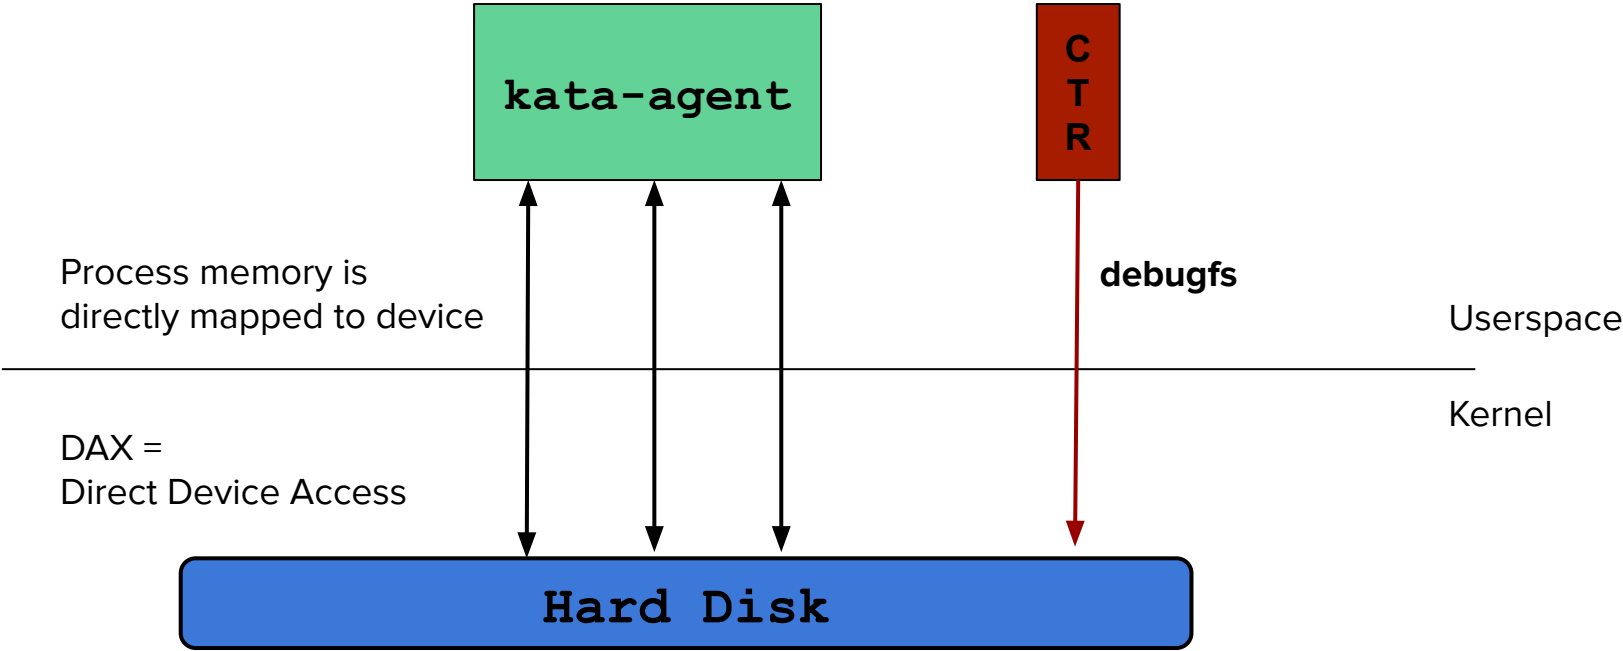 kata-agent
C
T
R
Process memory is
directly mapped to device
debugfs
Userspace
Kernel
DAX =
Direct Device Access
Hard Disk